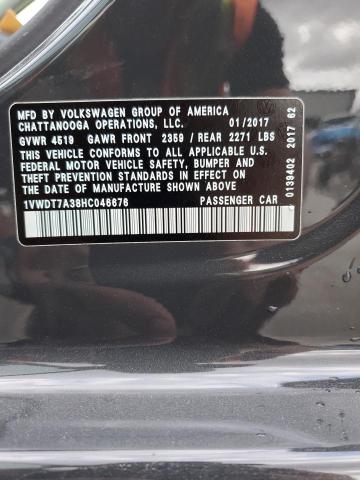 MFD BY VOLKSWAGEN GROUP OF AMERICA
CHATTANOOGA OPERATIONS, LLC. 01/2017
GVWR 4519 GAWR FRONT 2359 / REAR 2271 LBS
THIS VEHICLE CONFORMS TO ALL APPLICABLE U.S.
FEDERAL MOTOR VEHICLE SAFETY, BUMPER AND
THEFT PREVENTION STANDARDS IN EFFECT ON
THE DATE OF MANUFACTURE SHOWN ABOVE.
1VWDT7A38HC046676 PASSENGER CAR
0139402 2017 62